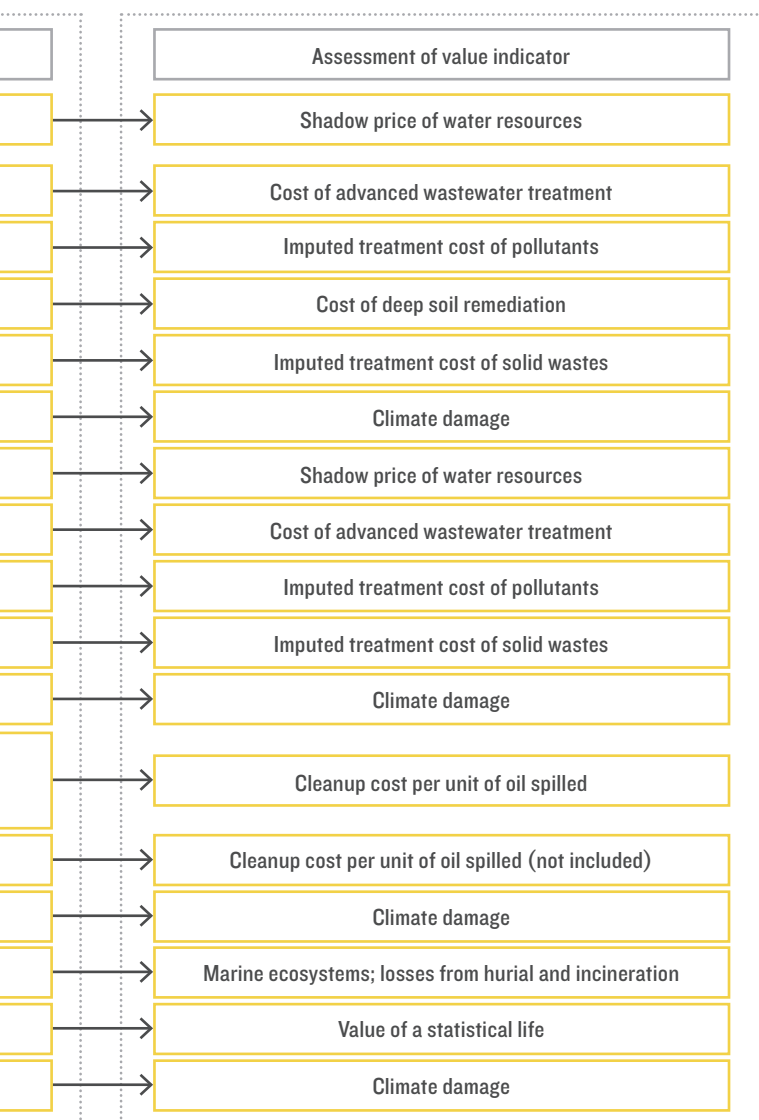 Assessment of value indicator
Shadow price of water resources
Cost of advanced wastewater treatment
Imputed treatment cost of pollutants
Cost of deep soil remediation
Imputed treatment cost of solid wastes
Climate damage
Shadow price of water resources
Cost of advanced wastewater treatment
Imputed treatment cost of pollutants
Imputed treatment cost of solid wastes
Climate damage
Cleanup cost per unit of oil spilled
Cleanup cost per unit of oil spilled (not included)
Climate damage
Marine ecosystems; losses from hurial and incineration
Value of a statistical life
Climate damage